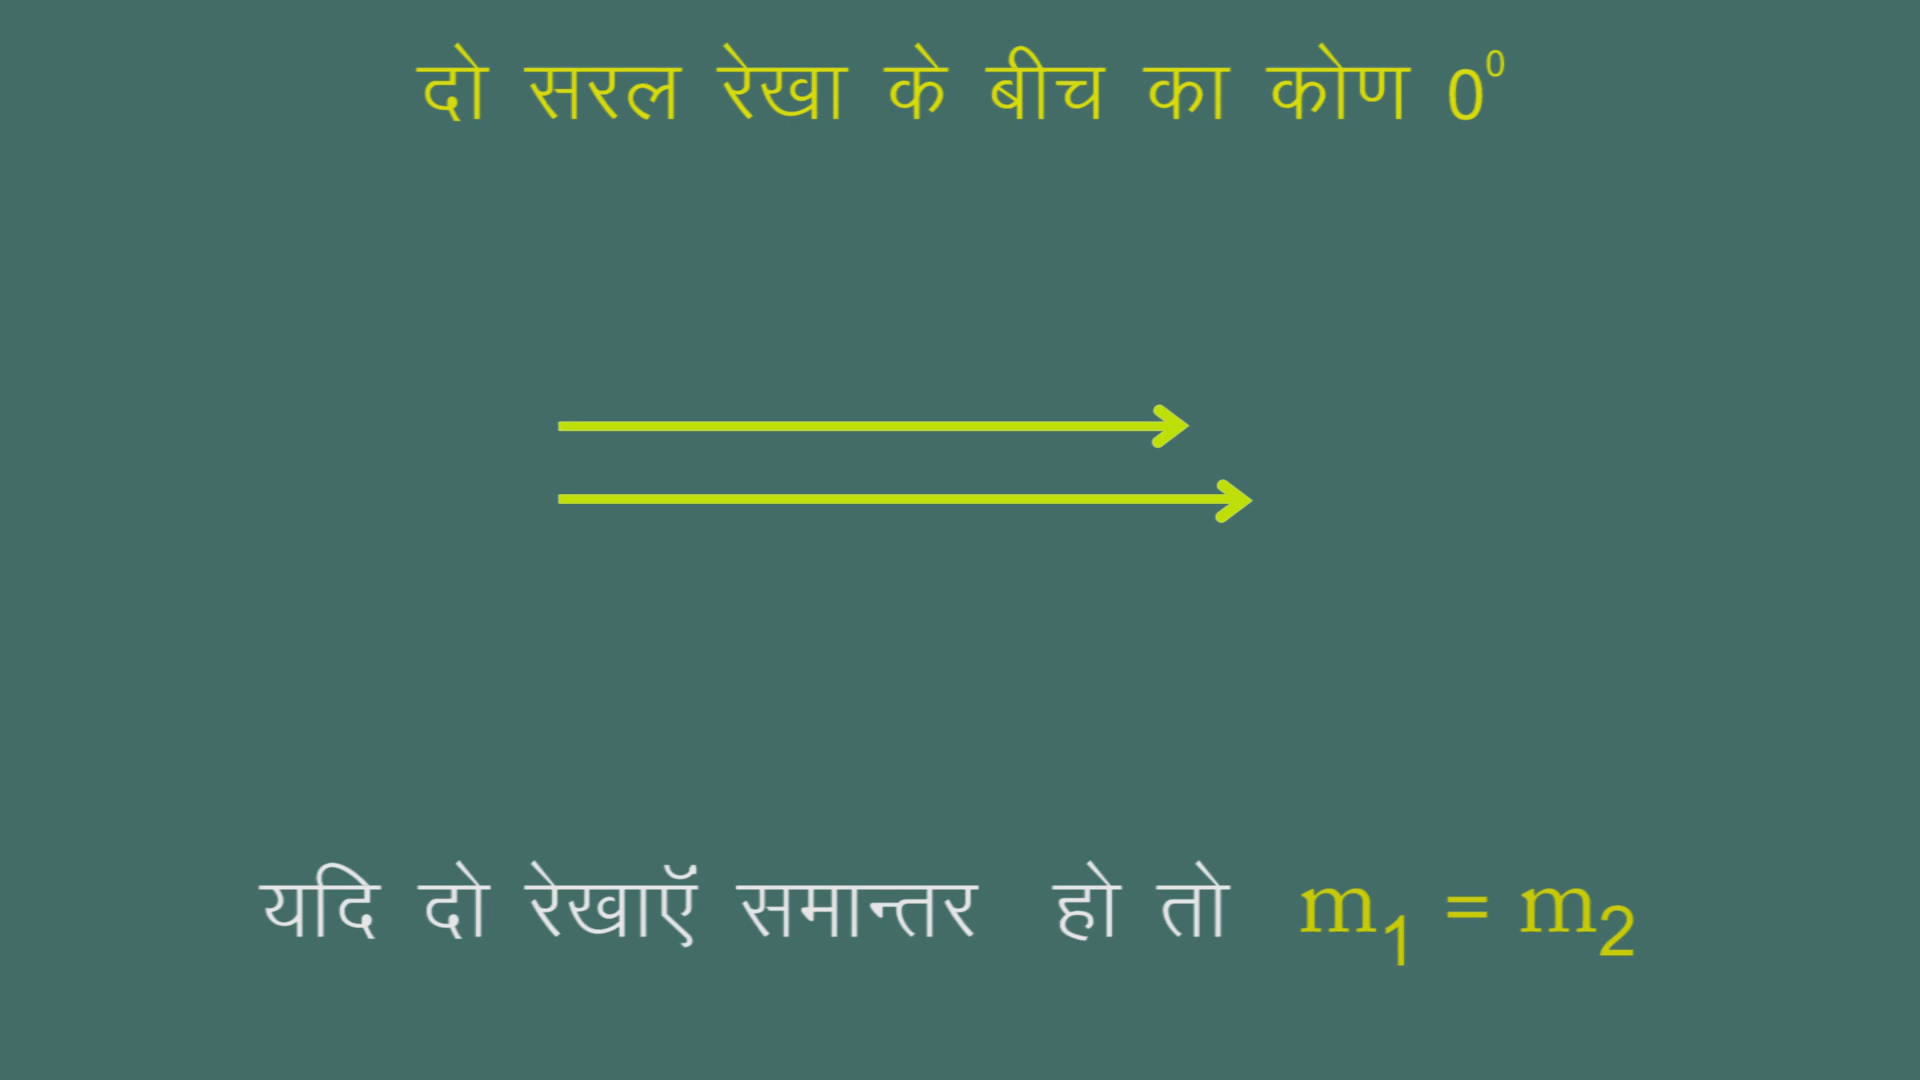 दो सरल रेखा के बीच का कोण 0⁰
यदि दो रेखाऍ समान्तर हो तो m₁ = m₂